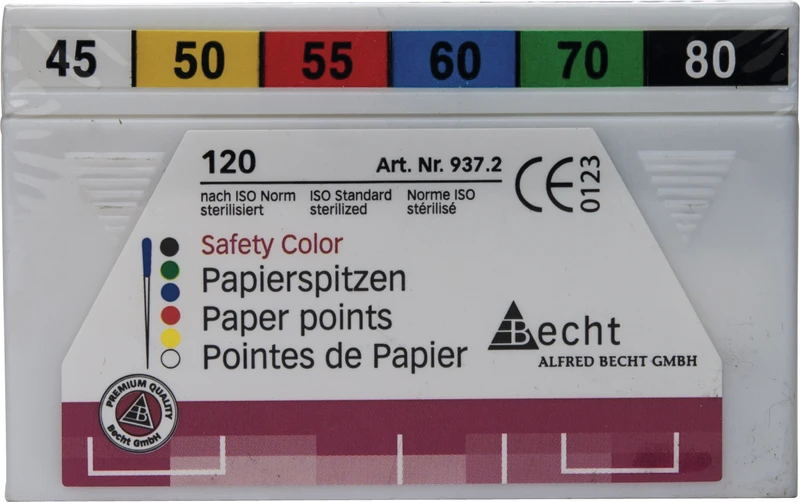 45 50 55 60 70 80
120 Art. Nr. 937.2
CE 0123
nach ISO Norm ISO Standard Norme ISO
sterilisiert sterilized stérilisé
Safety Color
Papierspitzen
Paper points
Pointes de Papier
Becht
ALFRED BECHT GMBH
PREMIUM QUALITY
B
Becht GmbH